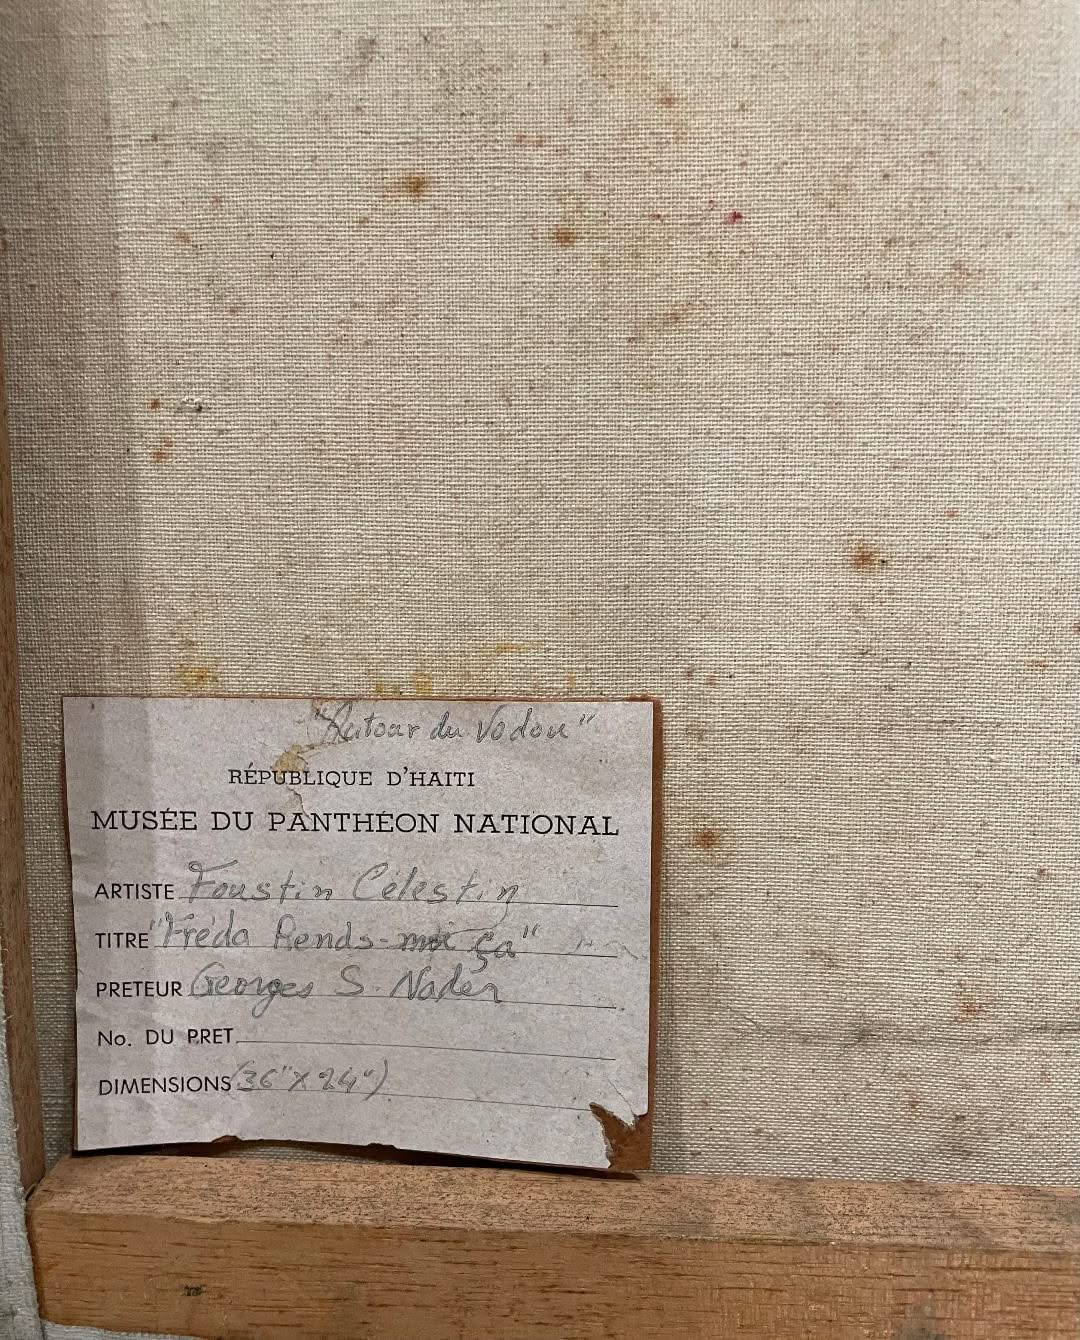 "Autour du Vodou"
RÉPUBLIQUE D'HAITI
MUSÉE DU PANTHÉON NATIONAL
ARTISTE Foustin Célestin
TITRE "Fréda Rends-moi ça"
PRETEUR Georges S. Nader
No. DU PRET
DIMENSIONS (36" X 24")